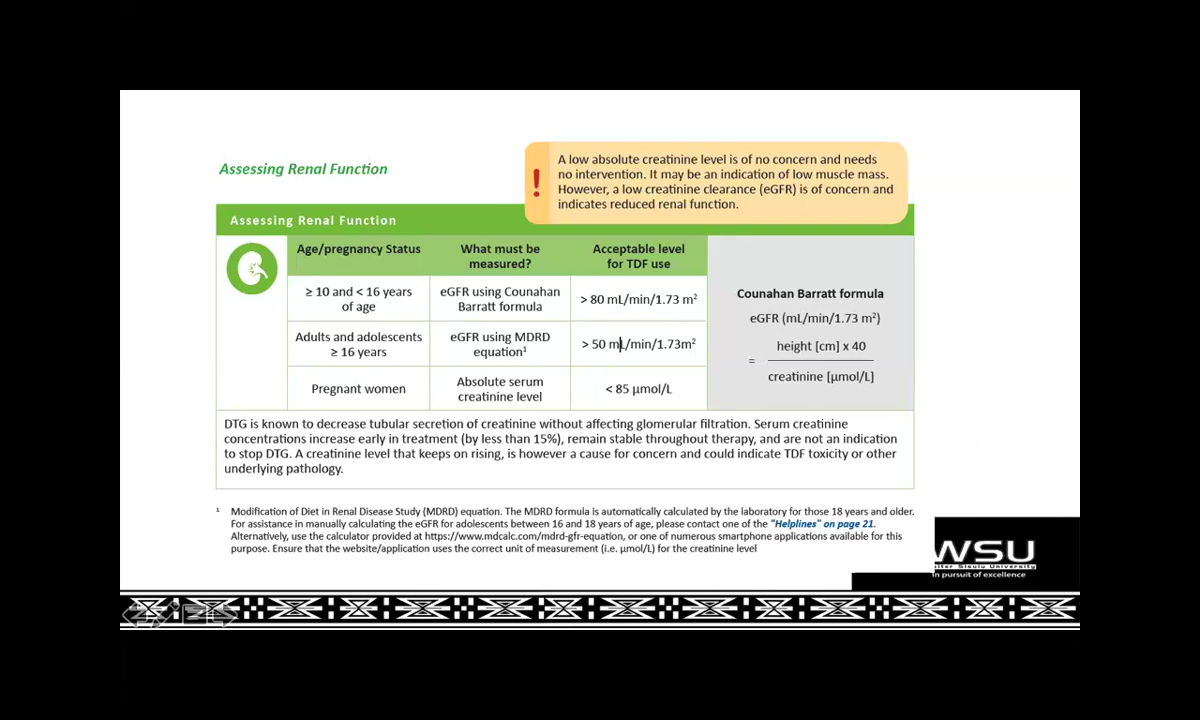 Assessing Renal Function
A low absolute creatinine level is of no concern and needs
no intervention. It may be an indication of low muscle mass.
However, a low creatinine clearance (eGFR) is of concern and
indicates reduced renal function.
Assessing Renal Function
Age/pregnancy Status
What must be
measured?
Acceptable level
for TDF use
≥ 10 and < 16 years
of age
eGFR using Counahan
Barratt formula
> 80 mL/min/1.73 m²
Adults and adolescents
≥ 16 years
eGFR using MDRD
equation¹
> 50 mL/min/1.73m²
Pregnant women
Absolute serum
creatinine level
< 85 µmol/L
Counahan Barratt formula
eGFR (mL/min/1.73 m²)
= height [cm] x 40
creatinine [µmol/L]
DTG is known to decrease tubular secretion of creatinine without affecting glomerular filtration. Serum creatinine
concentrations increase early in treatment (by less than 15%), remain stable throughout therapy, and are not an indication
to stop DTG. A creatinine level that keeps on rising, is however a cause for concern and could indicate TDF toxicity or other
underlying pathology.
¹ Modification of Diet in Renal Disease Study (MDRD) equation. The MDRD formula is automatically calculated by the laboratory for those 18 years and older.
For assistance in manually calculating the eGFR for adolescents between 16 and 18 years of age, please contact one of the "Helplines" on page 21.
Alternatively, use the calculator provided at https://www.mdcalc.com/mdrd-gfr-equation, or one of numerous smartphone applications available for this
purpose. Ensure that the website/application uses the correct unit of measurement (i.e. µmol/L) for the creatinine level
WSU
Sisulu University
in pursuit of excellence